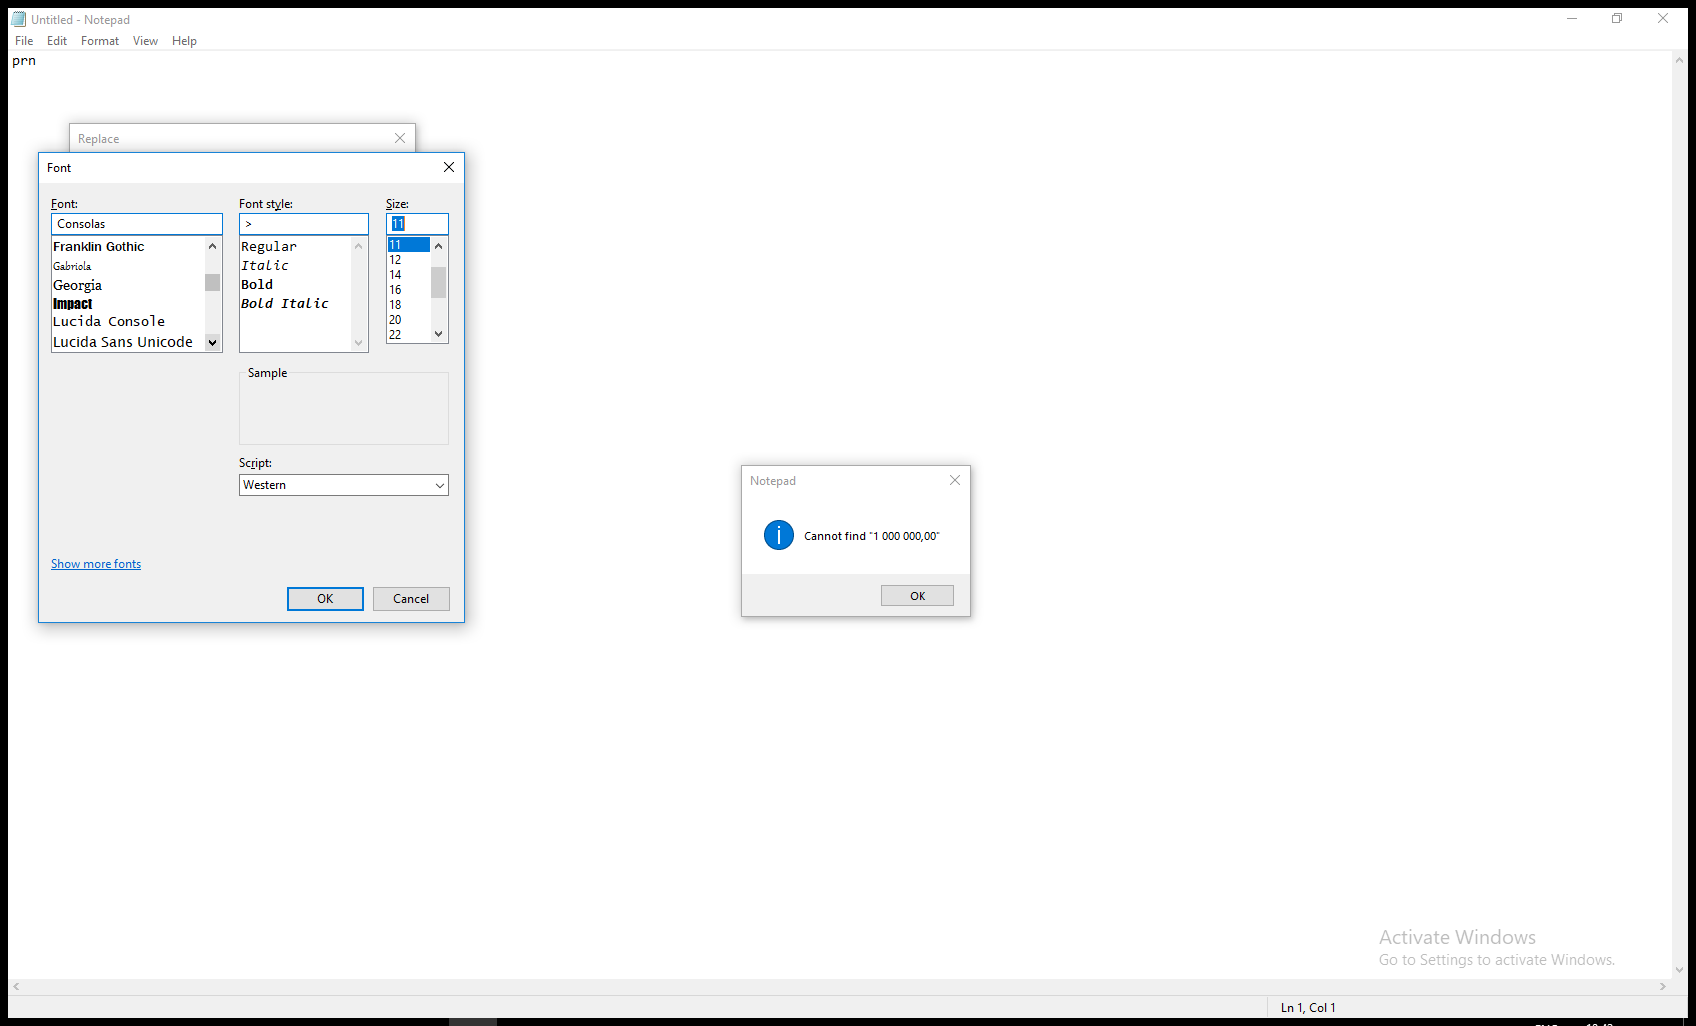 Untitled - Notepad
File Edit Format View Help
prn
Replace
Font
Font: Font style: Size:
Consolas > 11
Franklin Gothic
Gabriola
Georgia
Impact
Lucida Console
Lucida Sans Unicode
Regular
Italic
Bold
Bold Italic
11
12
14
16
18
20
22
Sample
Script:
Western
Show more fonts
OK Cancel
Notepad
Cannot find "1 000 000,00"
OK
Activate Windows
Go to Settings to activate Windows.
Ln 1, Col 1